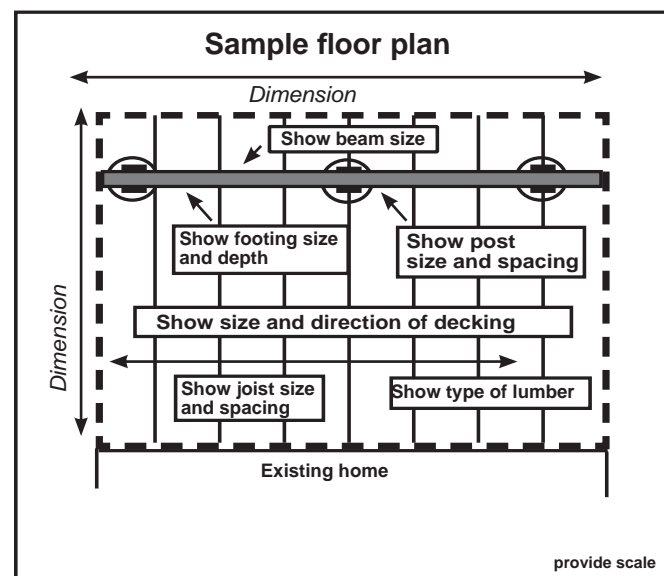 Sample floor plan
Dimension
Show beam size
Show footing size
and depth
Show post
size and spacing
Dimension
Show size and direction of decking
Show joist size
and spacing
Show type of lumber
Existing home
provide scale